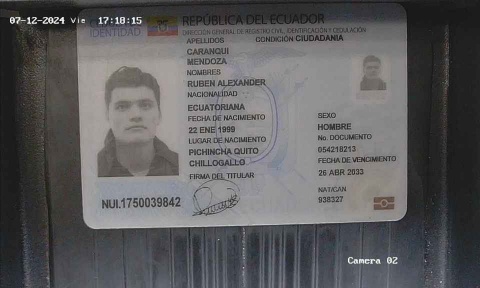 07-12-2024 Vie 17:18:15
REPÚBLICA DEL ECUADOR
DIRECCIÓN GENERAL DE REGISTRO CIVIL, IDENTIFICACIÓN Y CEDULACIÓN
IDENTIDAD
APELLIDOS
CONDICIÓN CIUDADANIA
CARANQUI
MENDOZA
NOMBRES
RUBEN ALEXANDER
NACIONALIDAD
ECUATORIANA
FECHA DE NACIMIENTO
22 ENE 1999
LUGAR DE NACIMIENTO
PICHINCHA QUITO
CHILLOGALLO
FIRMA DEL TITULAR
SEXO
HOMBRE
No. DOCUMENTO
054218213
FECHA DE VENCIMIENTO
26 ABR 2033
NAT/CAN
938327
NUI.1750039842
Camera 02